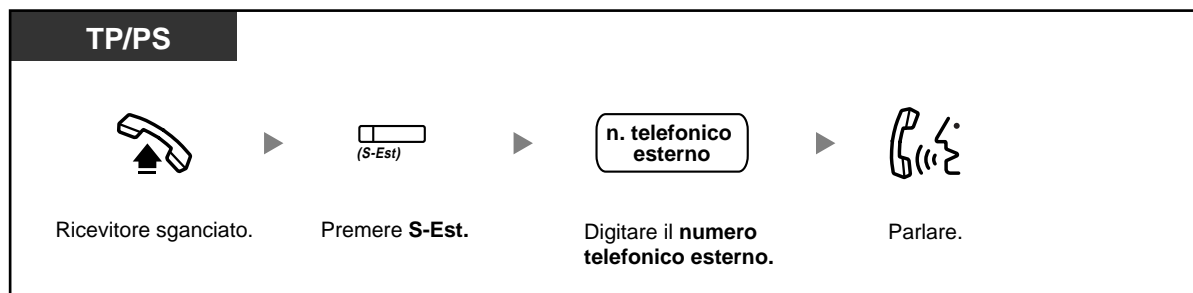 TP/PS
(S-Est)
n. telefonico
esterno
Ricevitore sganciato.
Premere S-Est.
Digitare il numero
telefonico esterno.
Parlare.